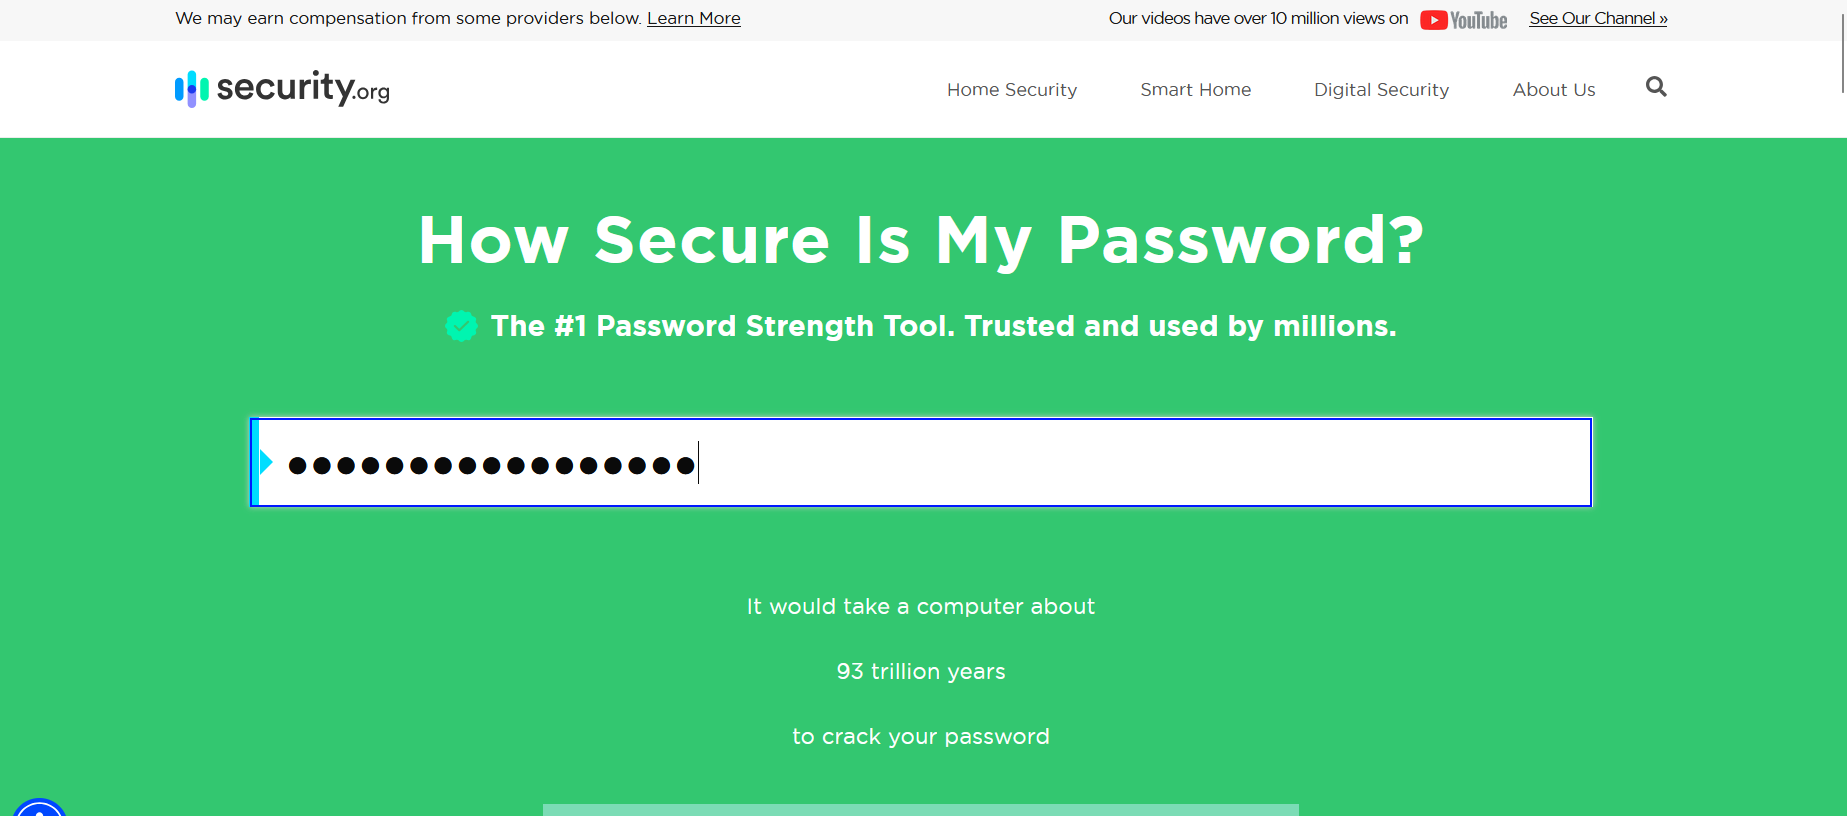 We may earn compensation from some providers below. Learn More
Our videos have over 10 million views on YouTube See Our Channel »
security.org
Home Security Smart Home Digital Security About Us
How Secure Is My Password?
The #1 Password Strength Tool. Trusted and used by millions.
It would take a computer about
93 trillion years
to crack your password